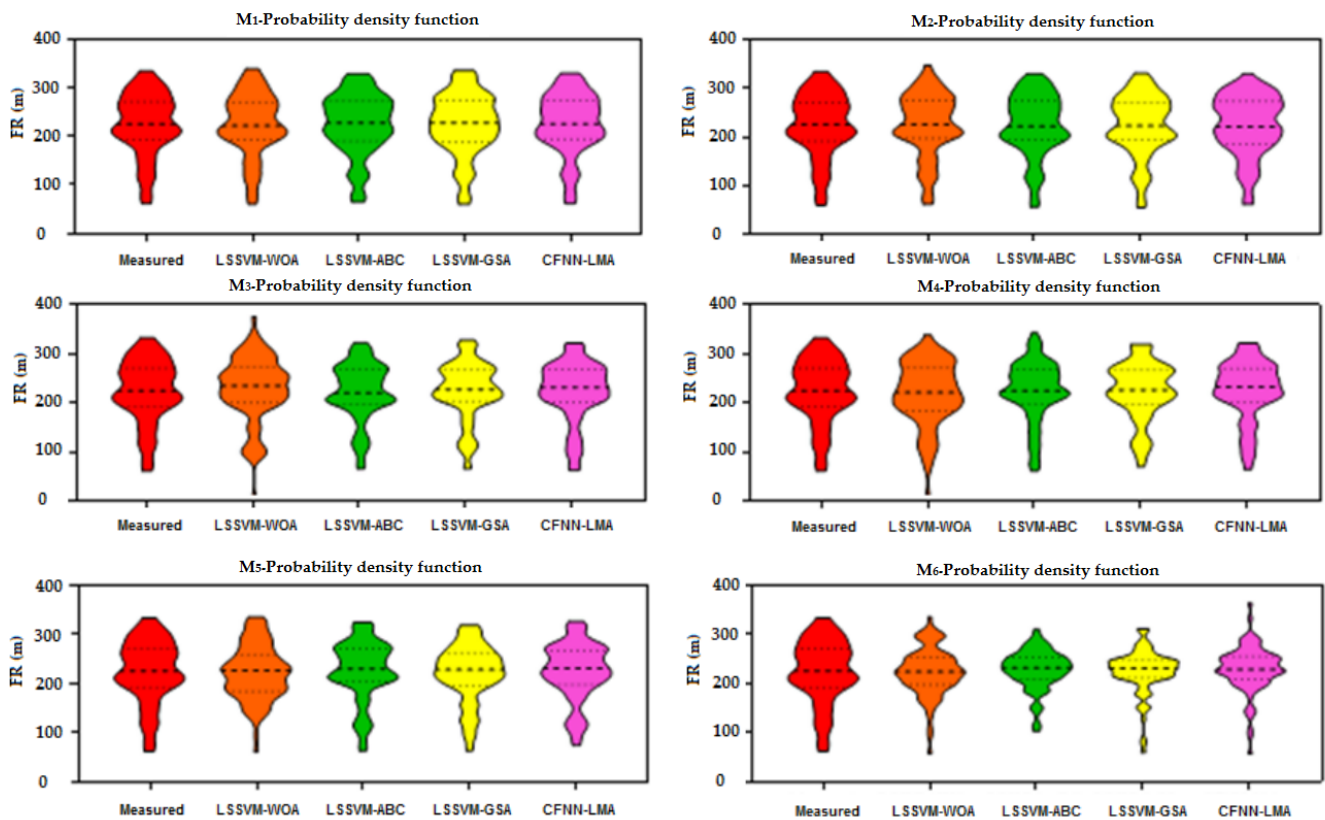 M1-Probability density function
FR (m)
400
300
200
100
0
Measured LSSVM-WOA LSSVM-ABC LSSVM-GSA CFNN-LMA
M2-Probability density function
FR (m)
400
300
200
100
0
Measured LSSVM-WOA LSSVM-ABC LSSVM-GSA CFNN-LMA
M3-Probability density function
FR (m)
400
300
200
100
0
Measured LSSVM-WOA LSSVM-ABC LSSVM-GSA CFNN-LMA
M4-Probability density function
FR (m)
400
300
200
100
0
Measured LSSVM-WOA LSSVM-ABC LSSVM-GSA CFNN-LMA
M5-Probability density function
FR (m)
400
300
200
100
0
Measured LSSVM-WOA LSSVM-ABC LSSVM-GSA CFNN-LMA
M6-Probability density function
FR (m)
400
300
200
100
0
Measured LSSVM-WOA LSSVM-ABC LSSVM-GSA CFNN-LMA